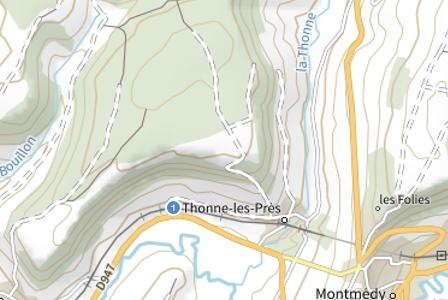 la-Thonne
Bouillon
les Folies
1 Thonne-les-Près
D947
Montmédy